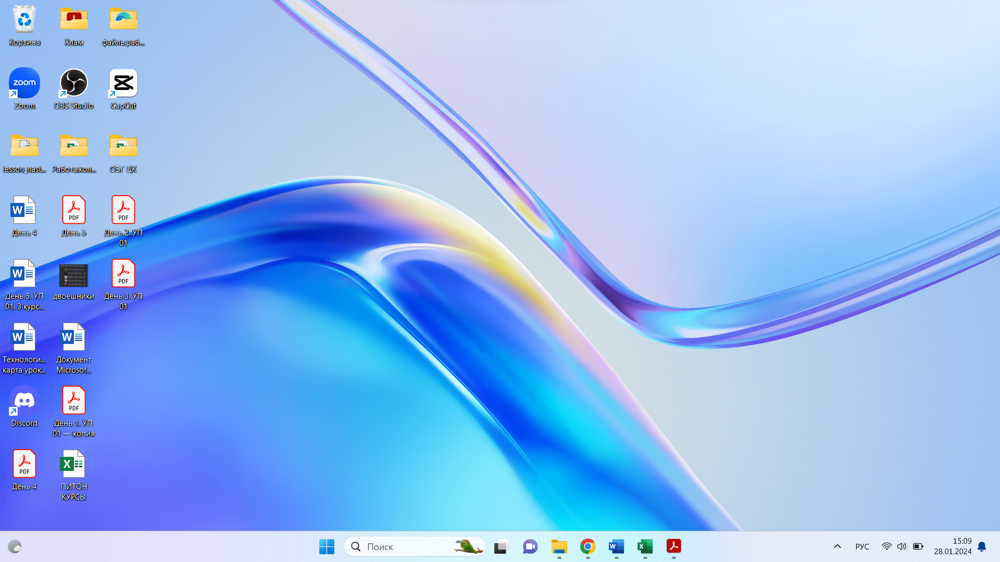 Корзина
Хлам
файлыраб...
zoom
Zoom
OBS Studio
CapCut
lesson_nast...
Работа.кол...
ОБГ ЦК
W
День 4
PDF
День 5
PDF
День 2. УП
01
W
День 5. УП
01. 3 курс...
двоешники
PDF
День 3. УП
01
W
Технологи...
карта урок...
W
Документ
Microsof...
Discord
PDF
День 1. УП
01 — копия
PDF
День 4
X
ПИТОН
КУРСЫ
Поиск
W
X
РУС
15:09
28.01.2024